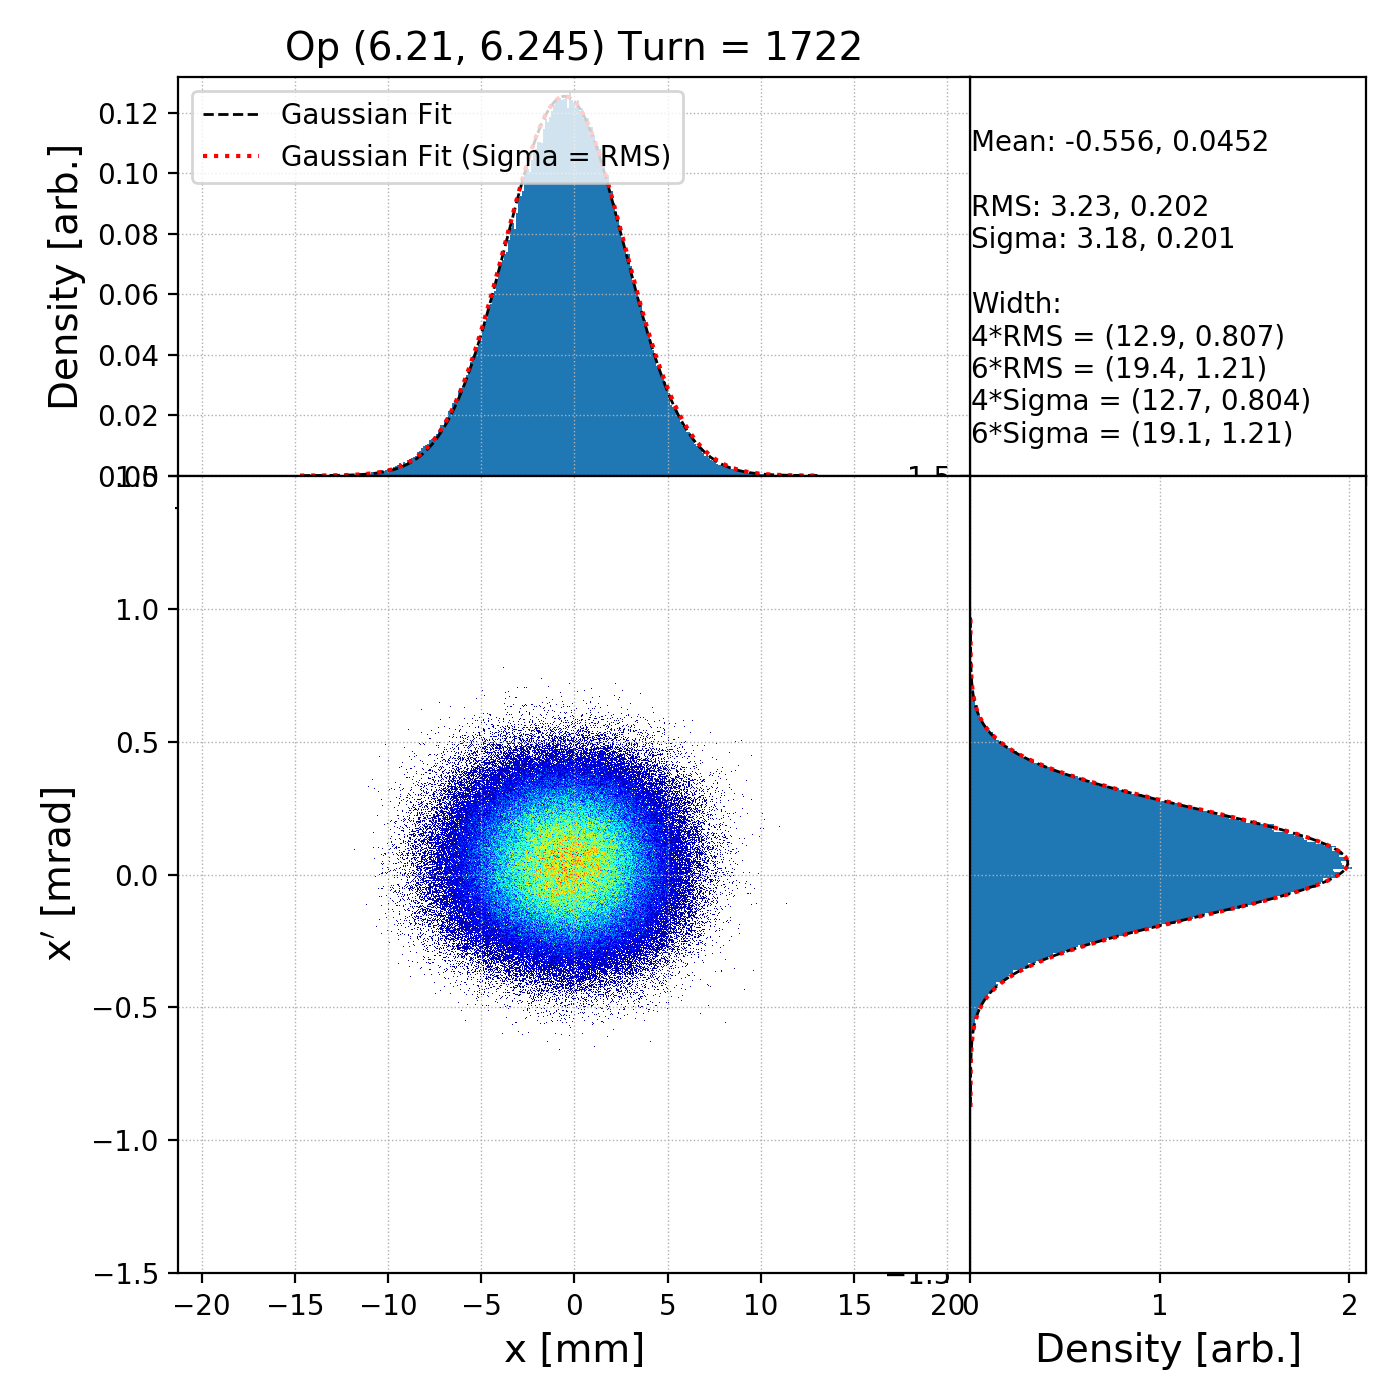 Op (6.21, 6.245) Turn = 1722
Gaussian Fit
Gaussian Fit (Sigma = RMS)
Density [arb.]
0.12
0.10
0.08
0.06
0.04
0.02
Mean: -0.556, 0.0452
RMS: 3.23, 0.202
Sigma: 3.18, 0.201
Width:
4*RMS = (12.9, 0.807)
6*RMS = (19.4, 1.21)
4*Sigma = (12.7, 0.804)
6*Sigma = (19.1, 1.21)
x′ [mrad]
1.0
0.5
0.0
−0.5
−1.0
−1.5
−20 −15 −10 −5 0 5 10 15 20
x [mm]
0 1 2
Density [arb.]